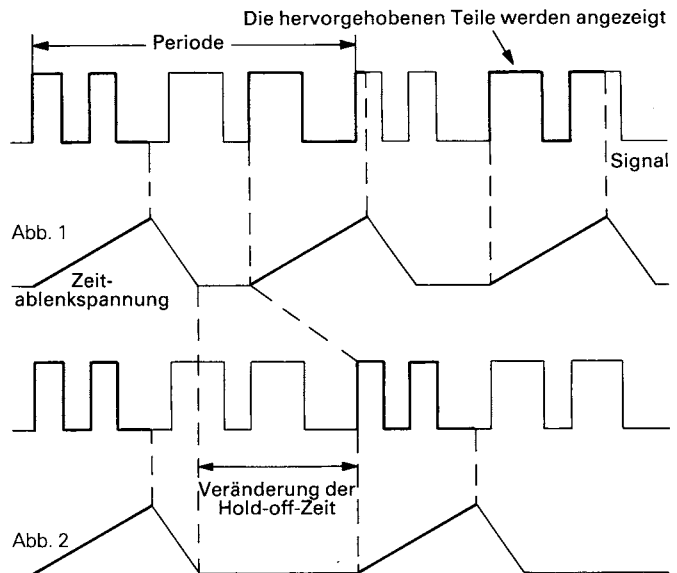 Die hervorgehobenen Teile werden angezeigt
Periode
Signal
Abb. 1
Zeit-
ablenkspannung
Veränderung der
Hold-off-Zeit
Abb. 2